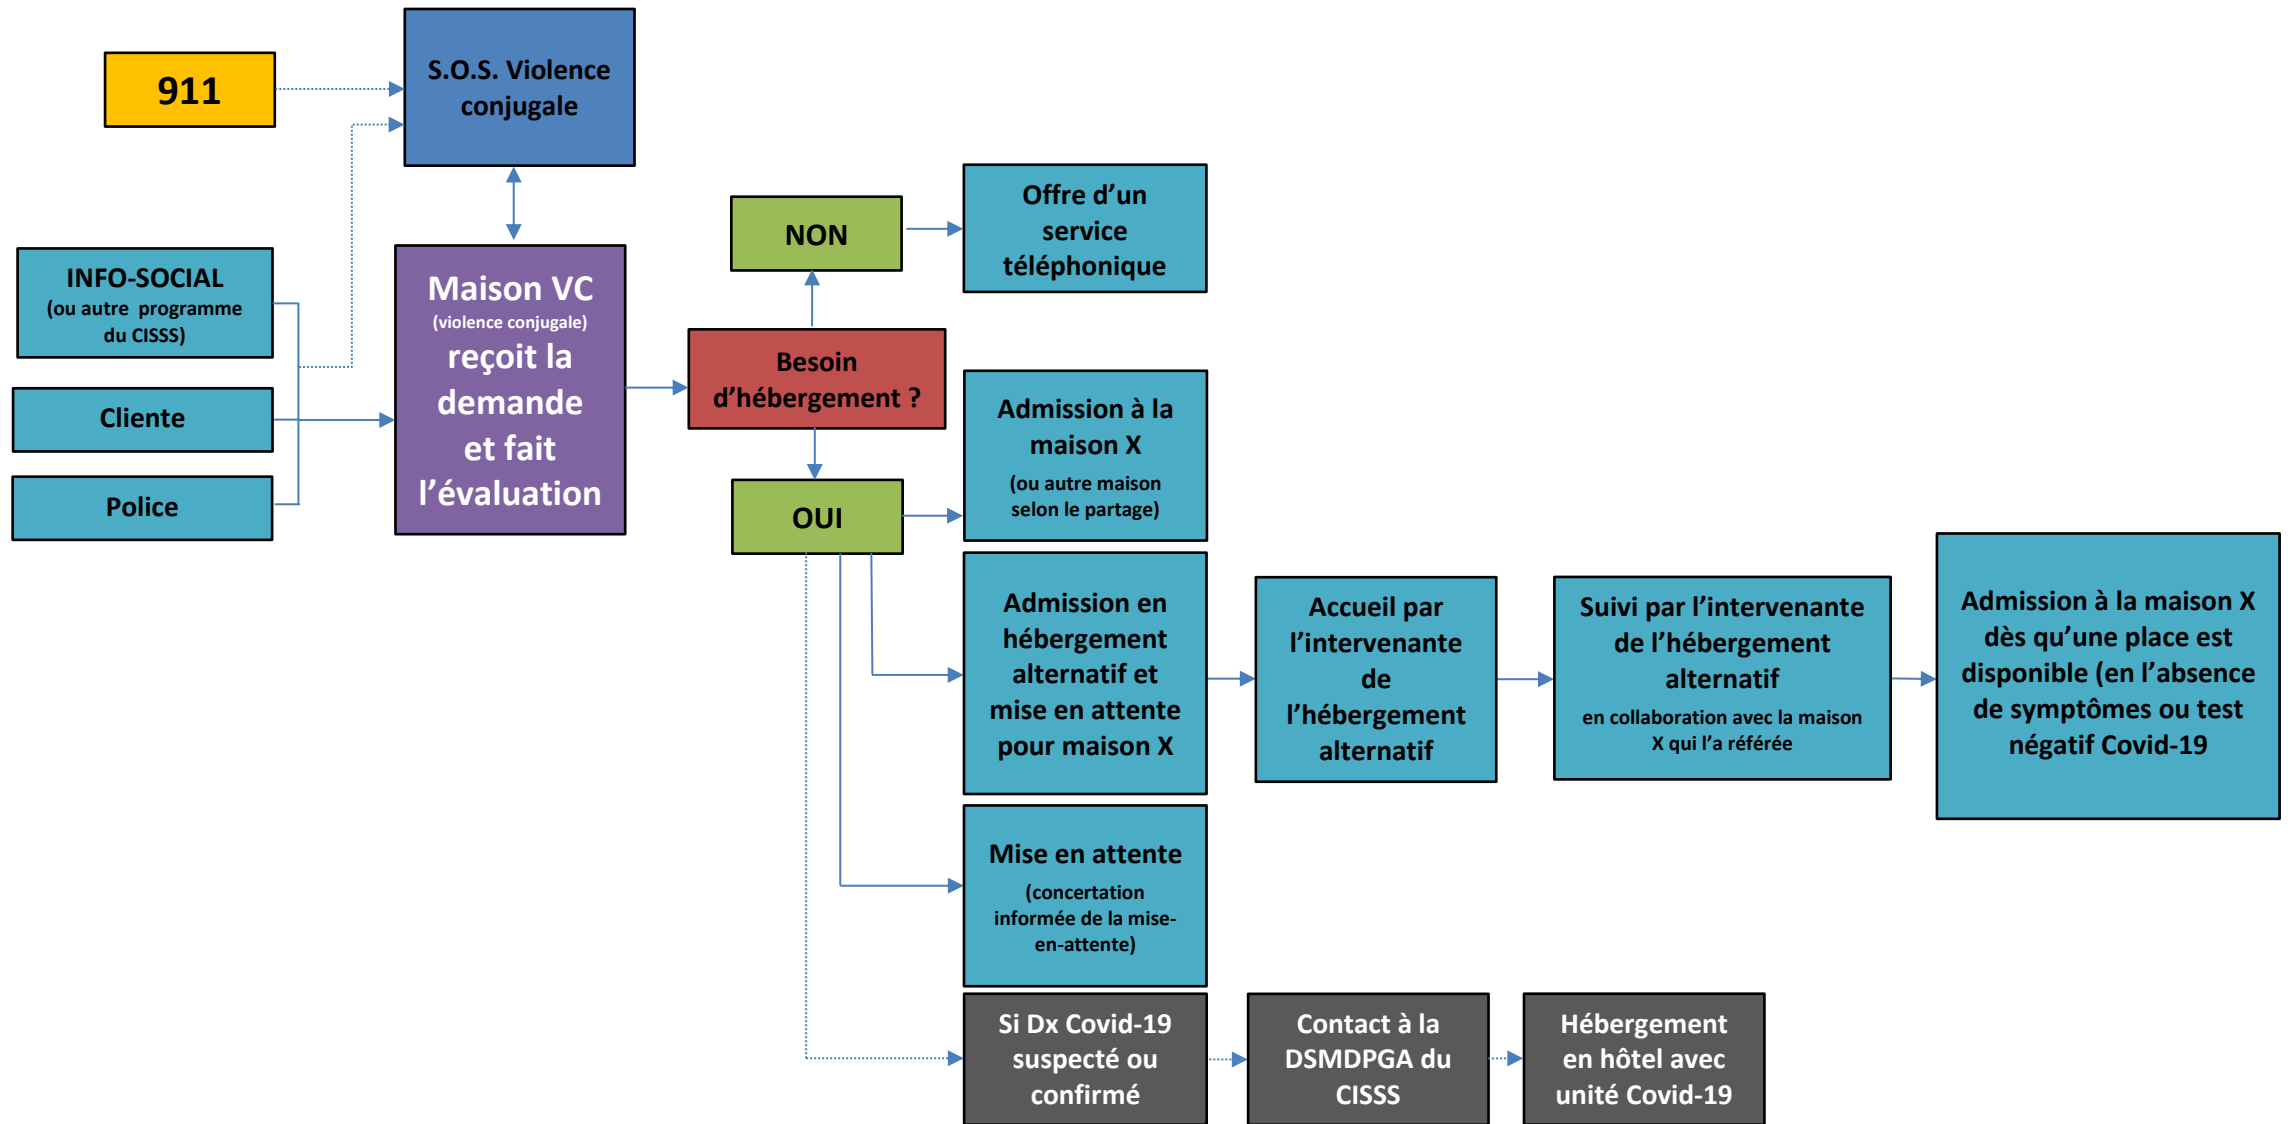 911
S.O.S. Violence
conjugale
INFO-SOCIAL
(ou autre programme
du CISSS)
Cliente
Police
Maison VC
(violence conjugale)
reçoit la
demande
et fait
l'évaluation
Besoin
d'hébergement ?
NON
Offre d'un
service
téléphonique
OUI
Admission à la
maison X
(ou autre maison
selon le partage)
Admission en
hébergement
alternatif et
mise en attente
pour maison X
Accueil par
l'intervenante
de
l'hébergement
alternatif
Suivi par l'intervenante
de l'hébergement
alternatif
en collaboration avec la maison
X qui l'a référée
Admission à la maison X
dès qu'une place est
disponible (en l'absence
de symptômes ou test
négatif Covid-19
Mise en attente
(concertation
informée de la mise-
en-attente)
Si Dx Covid-19
suspecté ou
confirmé
Contact à la
DSMDPGA du
CISSS
Hébergement
en hôtel avec
unité Covid-19